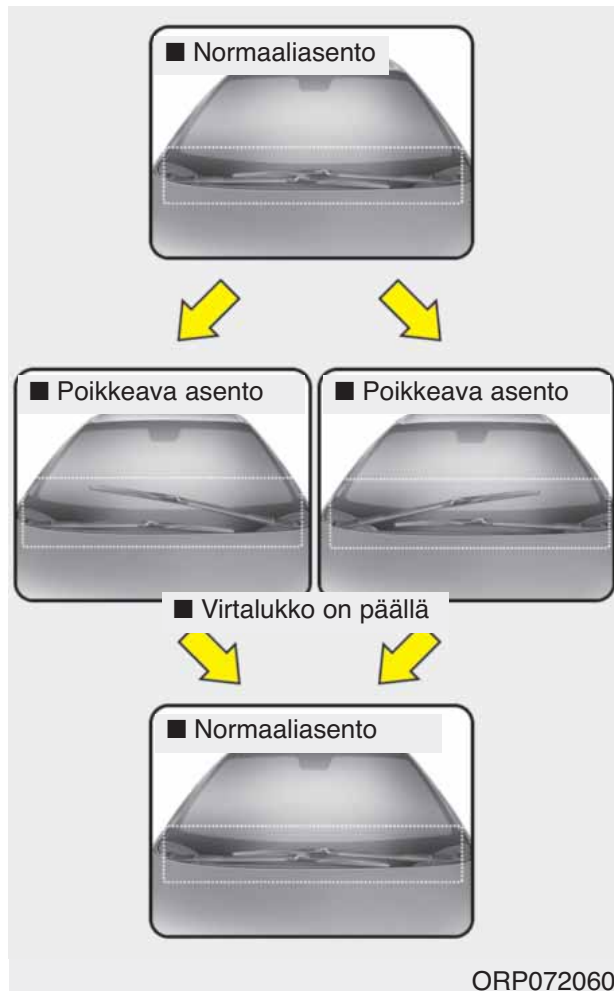 ■ Normaaliasento
■ Poikkeava asento
■ Poikkeava asento
■ Virtalukko on päällä
■ Normaaliasento
ORP072060